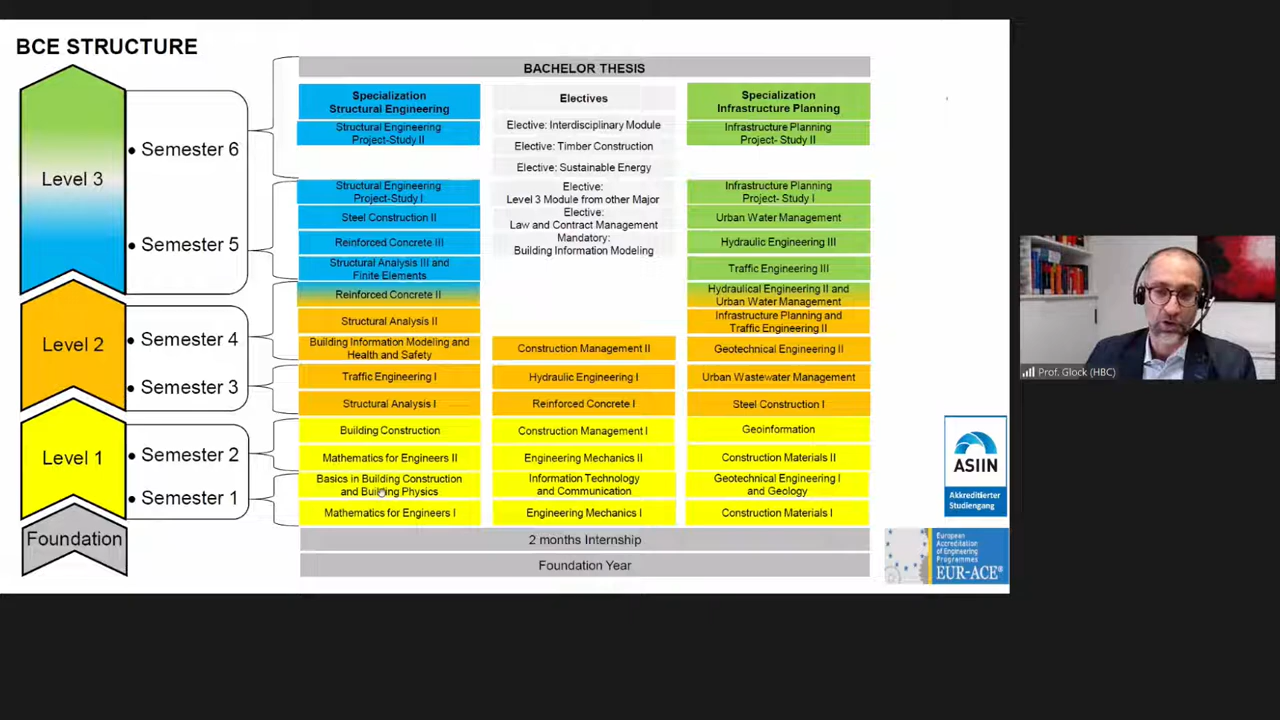 BCE STRUCTURE
BACHELOR THESIS
Specialization
Structural Engineering
Electives
Specialization
Infrastructure Planning
Structural Engineering
Project-Study II
Elective: Interdisciplinary Module
Elective: Timber Construction
Elective: Sustainable Energy
Infrastructure Planning
Project- Study II
Level 3
• Semester 6
• Semester 5
Structural Engineering
Project-Study I
Elective:
Level 3 Module from other Major
Elective:
Law and Contract Management
Mandatory:
Building Information Modeling
Infrastructure Planning
Project- Study I
Steel Construction II
Urban Water Management
Reinforced Concrete III
Hydraulic Engineering III
Structural Analysis III and
Finite Elements
Traffic Engineering III
Reinforced Concrete II
Hydraulical Engineering II and
Urban Water Management
Structural Analysis II
Infrastructure Planning and
Traffic Engineering II
Level 2
• Semester 4
• Semester 3
Building Information Modeling and
Health and Safety
Construction Management II
Geotechnical Engineering II
Traffic Engineering I
Hydraulic Engineering I
Urban Wastewater Management
Structural Analysis I
Reinforced Concrete I
Steel Construction I
Level 1
• Semester 2
• Semester 1
Building Construction
Construction Management I
Geoinformation
Mathematics for Engineers II
Engineering Mechanics II
Construction Materials II
Basics in Building Construction
and Building Physics
Information Technology
and Communication
Geotechnical Engineering I
and Geology
Mathematics for Engineers I
Engineering Mechanics I
Construction Materials I
Foundation
2 months Internship
Foundation Year
ASIIN
Akkreditierter
Studiengang
European
Accreditation
of Engineering
Programmes
EUR-ACE®
Prof. Glock (HBC)